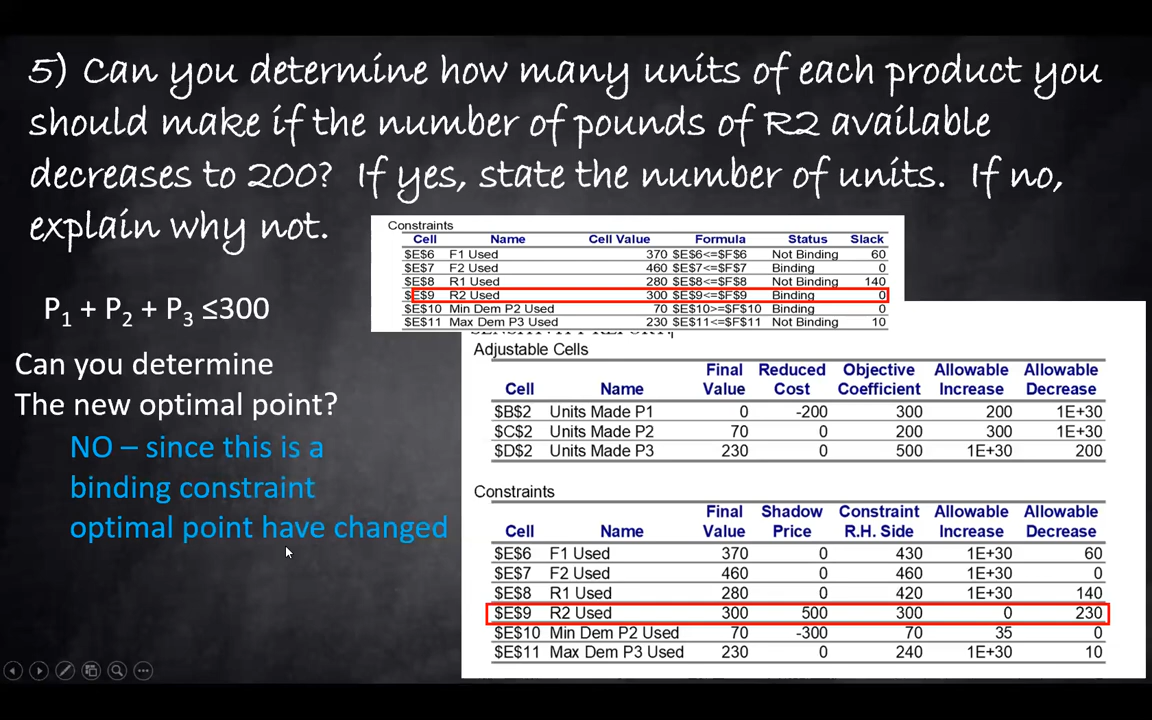 5) Can you determine how many units of each product you
should make if the number of pounds of R2 available
decreases to 200? If yes, state the number of units. If no,
explain why not.
Constraints
Cell Name Cell Value Formula Status Slack
$E$6 F1 Used 370 $E$6<=$F$6 Not Binding 60
$E$7 F2 Used 460 $E$7<=$F$7 Binding 0
$E$8 R1 Used 280 $E$8<=$F$8 Not Binding 140
$E$9 R2 Used 300 $E$9<=$F$9 Binding 0
$E$10 Min Dem P2 Used 70 $E$10>=$F$10 Binding 0
$E$11 Max Dem P3 Used 230 $E$11<=$F$11 Not Binding 10
P1 + P2 + P3 ≤300
Can you determine
The new optimal point?
NO – since this is a
binding constraint
optimal point have changed
Adjustable Cells
Final Reduced Objective Allowable Allowable
Cell Name Value Cost Coefficient Increase Decrease
$B$2 Units Made P1 0 -200 300 200 1E+30
$C$2 Units Made P2 70 0 200 300 1E+30
$D$2 Units Made P3 230 0 500 1E+30 200
Constraints
Final Shadow Constraint Allowable Allowable
Cell Name Value Price R.H. Side Increase Decrease
$E$6 F1 Used 370 0 430 1E+30 60
$E$7 F2 Used 460 0 460 1E+30 0
$E$8 R1 Used 280 0 420 1E+30 140
$E$9 R2 Used 300 500 300 0 230
$E$10 Min Dem P2 Used 70 -300 70 35 0
$E$11 Max Dem P3 Used 230 0 240 1E+30 10